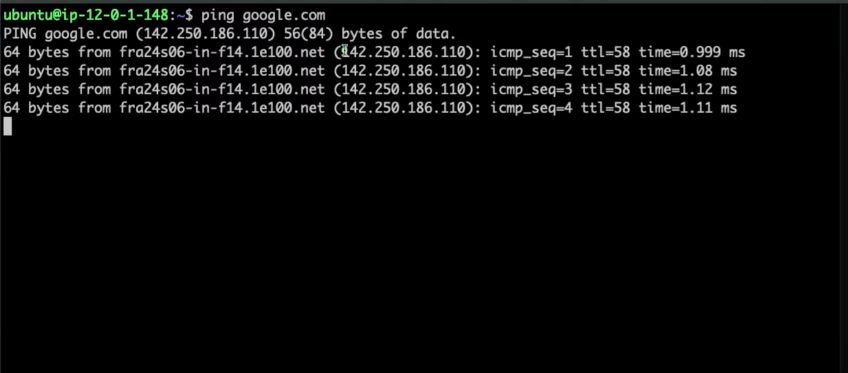 ubuntu@ip-12-0-1-148:~$ ping google.com
PING google.com (142.250.186.110) 56(84) bytes of data.
64 bytes from fra24s06-in-f14.1e100.net (142.250.186.110): icmp_seq=1 ttl=58 time=0.999 ms
64 bytes from fra24s06-in-f14.1e100.net (142.250.186.110): icmp_seq=2 ttl=58 time=1.08 ms
64 bytes from fra24s06-in-f14.1e100.net (142.250.186.110): icmp_seq=3 ttl=58 time=1.12 ms
64 bytes from fra24s06-in-f14.1e100.net (142.250.186.110): icmp_seq=4 ttl=58 time=1.11 ms